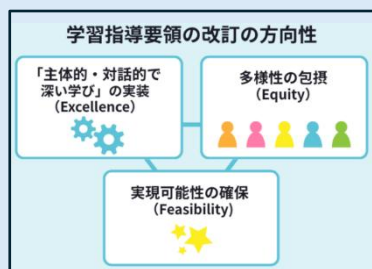 学習指導要領の改訂の方向性
「主体的・対話的で
深い学び」の実装
（Excellence）
多様性の包摂
（Equity）
実現可能性の確保
（Feasibility)